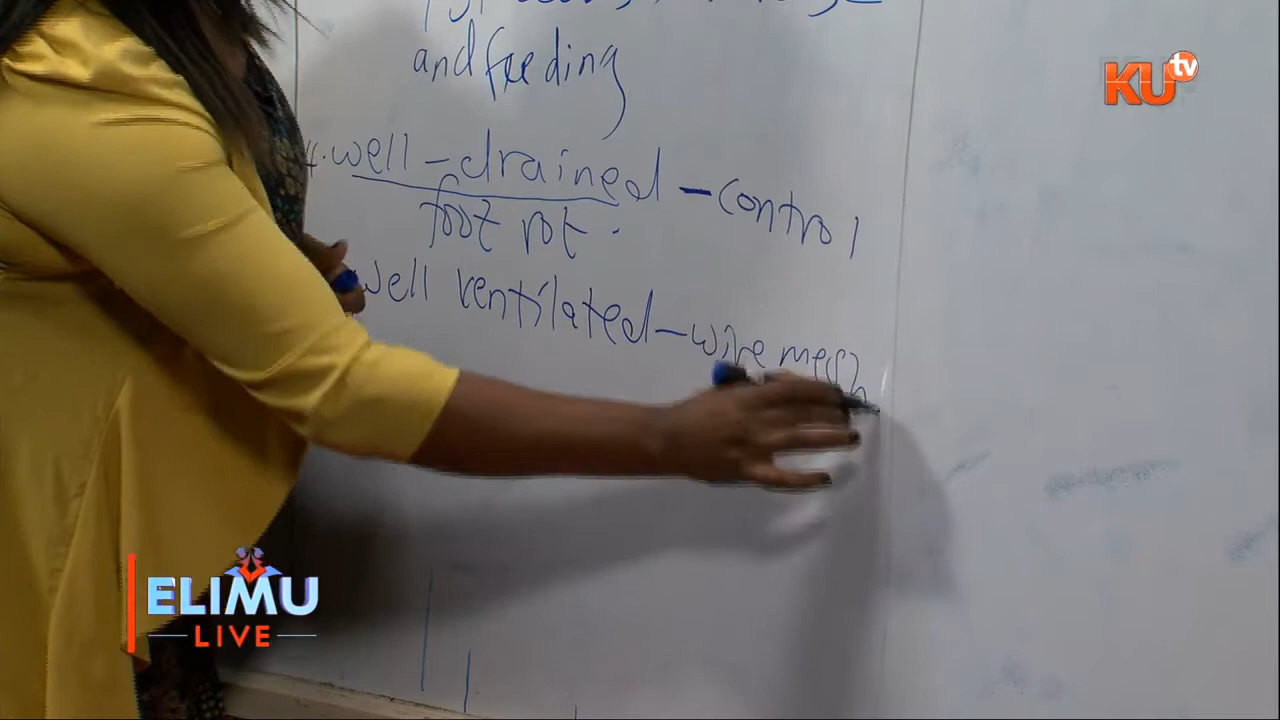 and feeding
4. well-drained - control
foot rot.
well ventilated - wire mesh
KU tv
ELIMU
LIVE